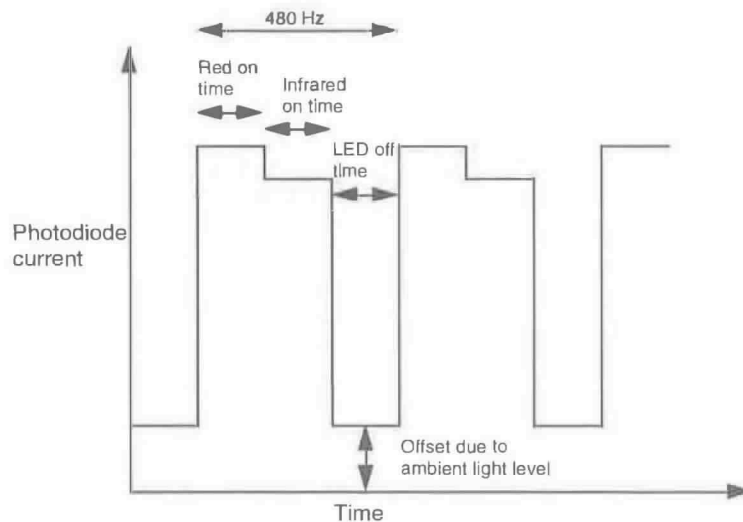 480 Hz
Red on
time
Infrared
on time
LED off
time
Photodiode
current
Offset due to
ambient light level
Time